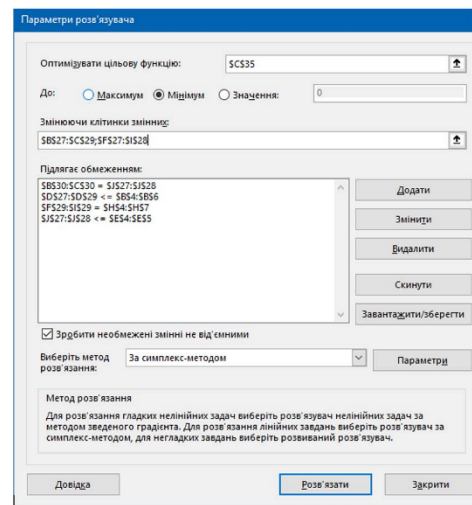 Параметри розв'язувача
Оптимізувати цільову функцію: $C$35
До: Максимум Мінімум Значення: 0
Змінюючи клітинки змінних:
$B$27:$C$29;$F$27:$I$28
Підлягає обмеженням:
$B$30:$C$30 = $J$27:$J$28
$D$27:$D$29 <= $B$4:$B$6
$F$29:$I$29 = $H$4:$H$7
$J$27:$J$28 <= $E$4:$E$5
Додати
Змінити
Видалити
Скинути
Завантажити/зберегти
Зробити необмежені змінні не від'ємними
Виберіть метод розв'язання: За симплекс-методом Параметри
Метод розв'язання
Для розв'язання гладких нелінійних задач виберіть розв'язувач нелінійних задач за
методом зведеного градієнта. Для розв'язання лінійних завдань виберіть розв'язувач за
симплекс-методом, для негладких завдань виберіть розвиваний розв'язувач.
Довідка Розв'язати Закрити